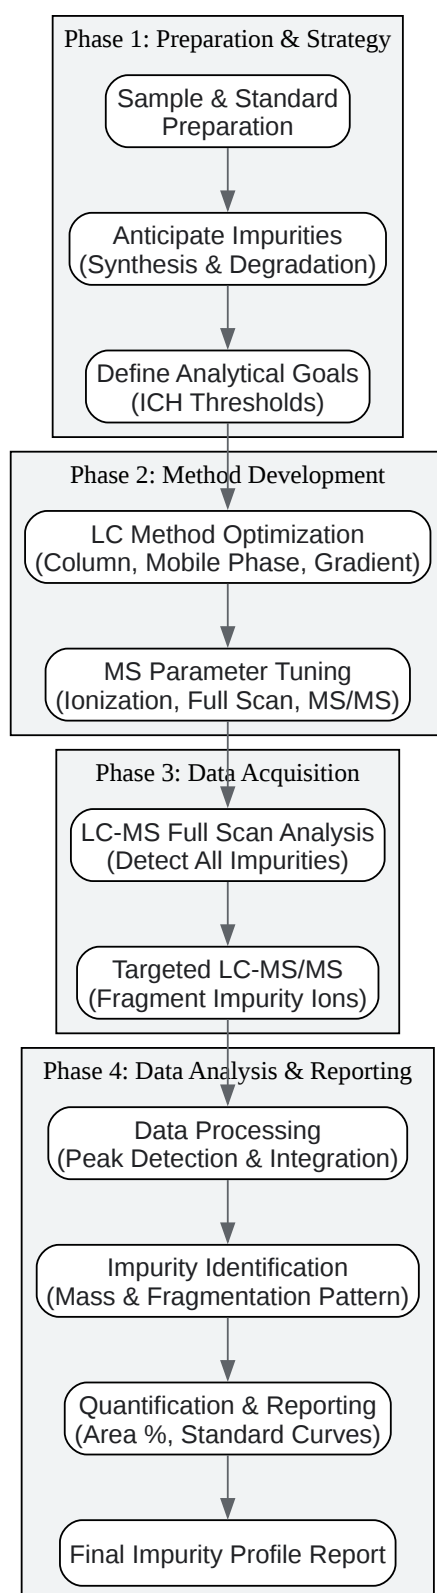 Phase 1: Preparation & Strategy
Sample & Standard
Preparation
Anticipate Impurities
(Synthesis & Degradation)
Define Analytical Goals
(ICH Thresholds)
Phase 2: Method Development
LC Method Optimization
(Column, Mobile Phase, Gradient)
MS Parameter Tuning
(Ionization, Full Scan, MS/MS)
Phase 3: Data Acquisition
LC-MS Full Scan Analysis
(Detect All Impurities)
Targeted LC-MS/MS
(Fragment Impurity Ions)
Phase 4: Data Analysis & Reporting
Data Processing
(Peak Detection & Integration)
Impurity Identification
(Mass & Fragmentation Pattern)
Quantification & Reporting
(Area %, Standard Curves)
Final Impurity Profile Report